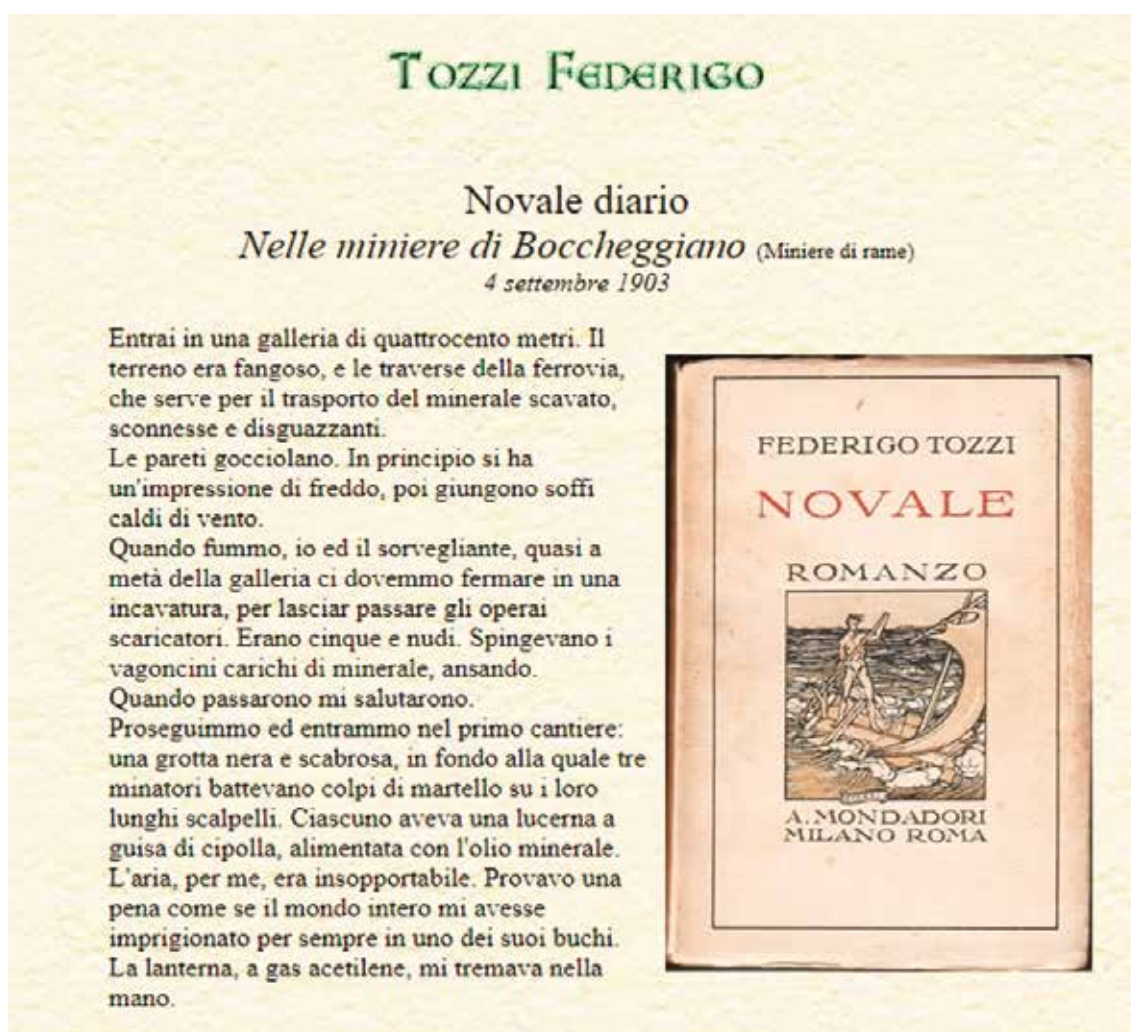 Tozzi Federigo
Novale diario
Nelle miniere di Boccheggiano (Miniere di rame)
4 settembre 1903
Entrai in una galleria di quattrocento metri. Il
terreno era fangoso, e le traverse della ferrovia,
che serve per il trasporto del minerale scavato,
sconnesse e disguazzanti.
Le pareti gocciolano. In principio si ha
un'impressione di freddo, poi giungono soffi
caldi di vento.
Quando fummo, io ed il sorvegliante, quasi a
metà della galleria ci dovemmo fermare in una
incavatura, per lasciar passare gli operai
scaricatori. Erano cinque e nudi. Spingevano i
vagoncini carichi di minerale, ansando.
Quando passarono mi salutarono.
Proseguimmo ed entrammo nel primo cantiere:
una grotta nera e scabrosa, in fondo alla quale tre
minatori battevano colpi di martello su i loro
lunghi scalpelli. Ciascuno aveva una lucerna a
guisa di cipolla, alimentata con l'olio minerale.
L'aria, per me, era insopportabile. Provavo una
pena come se il mondo intero mi avesse
imprigionato per sempre in uno dei suoi buchi.
La lanterna, a gas acetilene, mi tremava nella
mano.
FEDERIGO TOZZI
NOVALE
ROMANZO
A. MONDADORI
MILANO ROMA